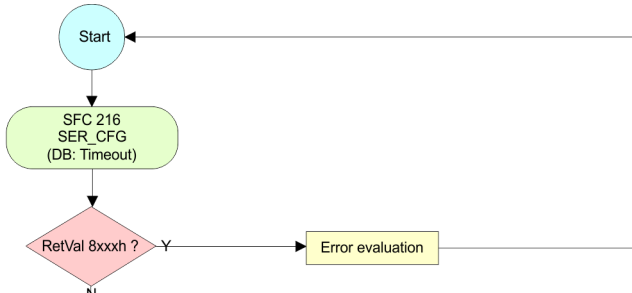 Start
SFC 216
SER_CFG
(DB: Timeout)
RetVal 8xxxh ?
Y
Error evaluation
N